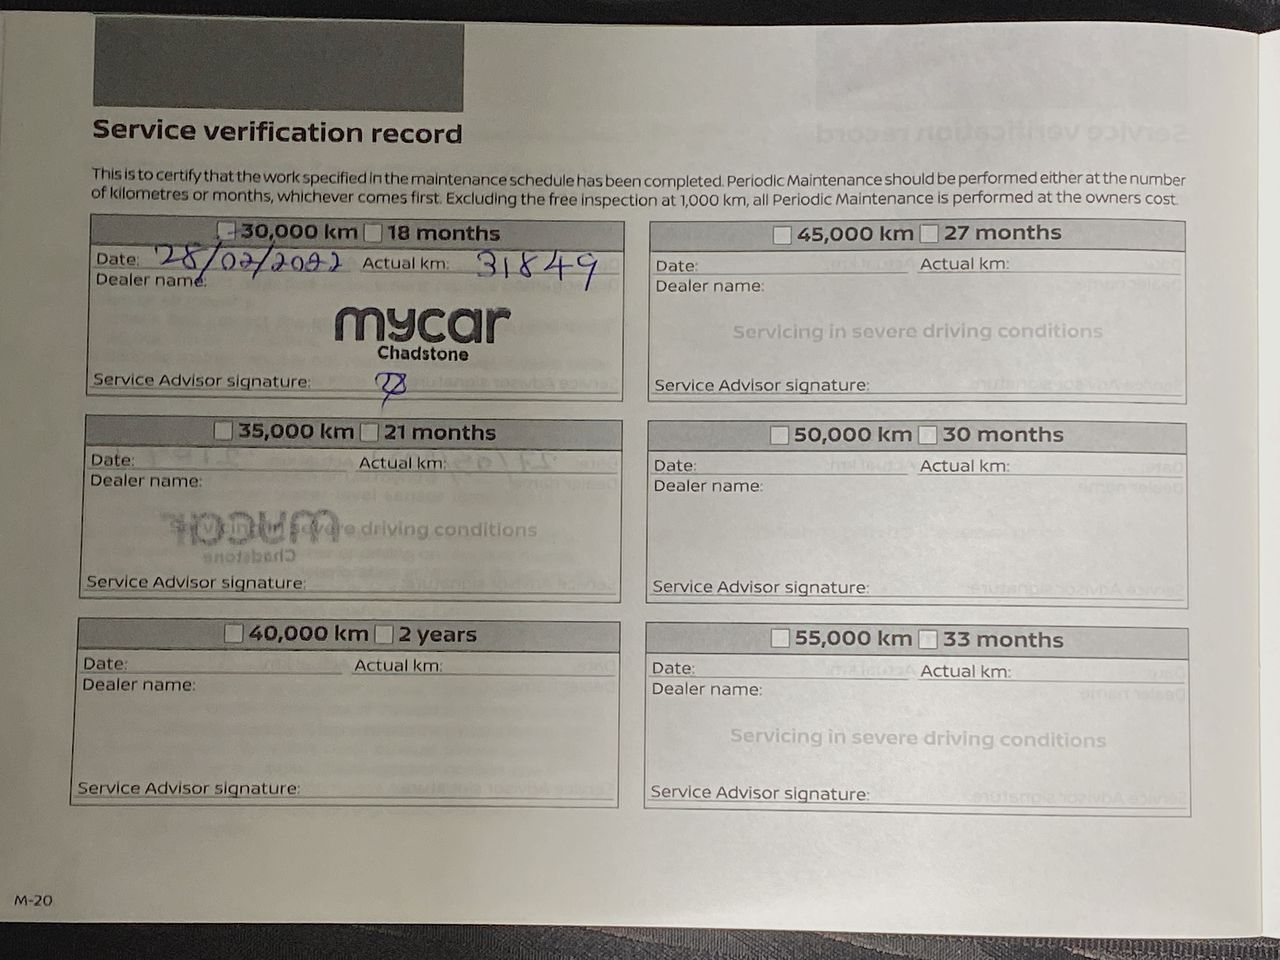 Service verification record
This is to certify that the work specified in the maintenance schedule has been completed. Periodic Maintenance should be performed either at the number
of kilometres or months, whichever comes first. Excluding the free inspection at 1,000 km, all Periodic Maintenance is performed at the owners cost.
30,000 km 18 months
Date: 28/02/2022 Actual km: 31849
Dealer name:
mycar
Chadstone
Service Advisor signature:
35,000 km 21 months
Date: Actual km:
Dealer name:
Servicing in severe driving conditions
Service Advisor signature:
40,000 km 2 years
Date: Actual km:
Dealer name:
Service Advisor signature:
45,000 km 27 months
Date: Actual km:
Dealer name:
Servicing in severe driving conditions
Service Advisor signature:
50,000 km 30 months
Date: Actual km:
Dealer name:
Service Advisor signature:
55,000 km 33 months
Date: Actual km:
Dealer name:
Servicing in severe driving conditions
Service Advisor signature:
M-20